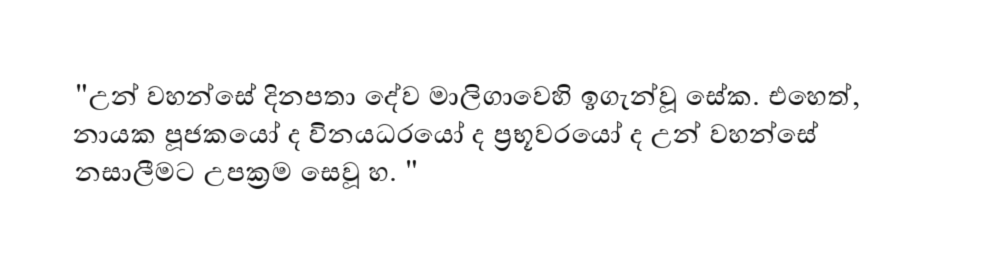 "උන් වහන්සේ දිනපතා දේව මාලිගාවෙහි ඉගැන්වූ සේක. එහෙත්,
නායක පූජකයෝ ද විනයධරයෝ ද ප්‍රභූවරයෝ ද උන් වහන්සේ
නසාලීමට උපක්‍රම සෙවූ හ. "